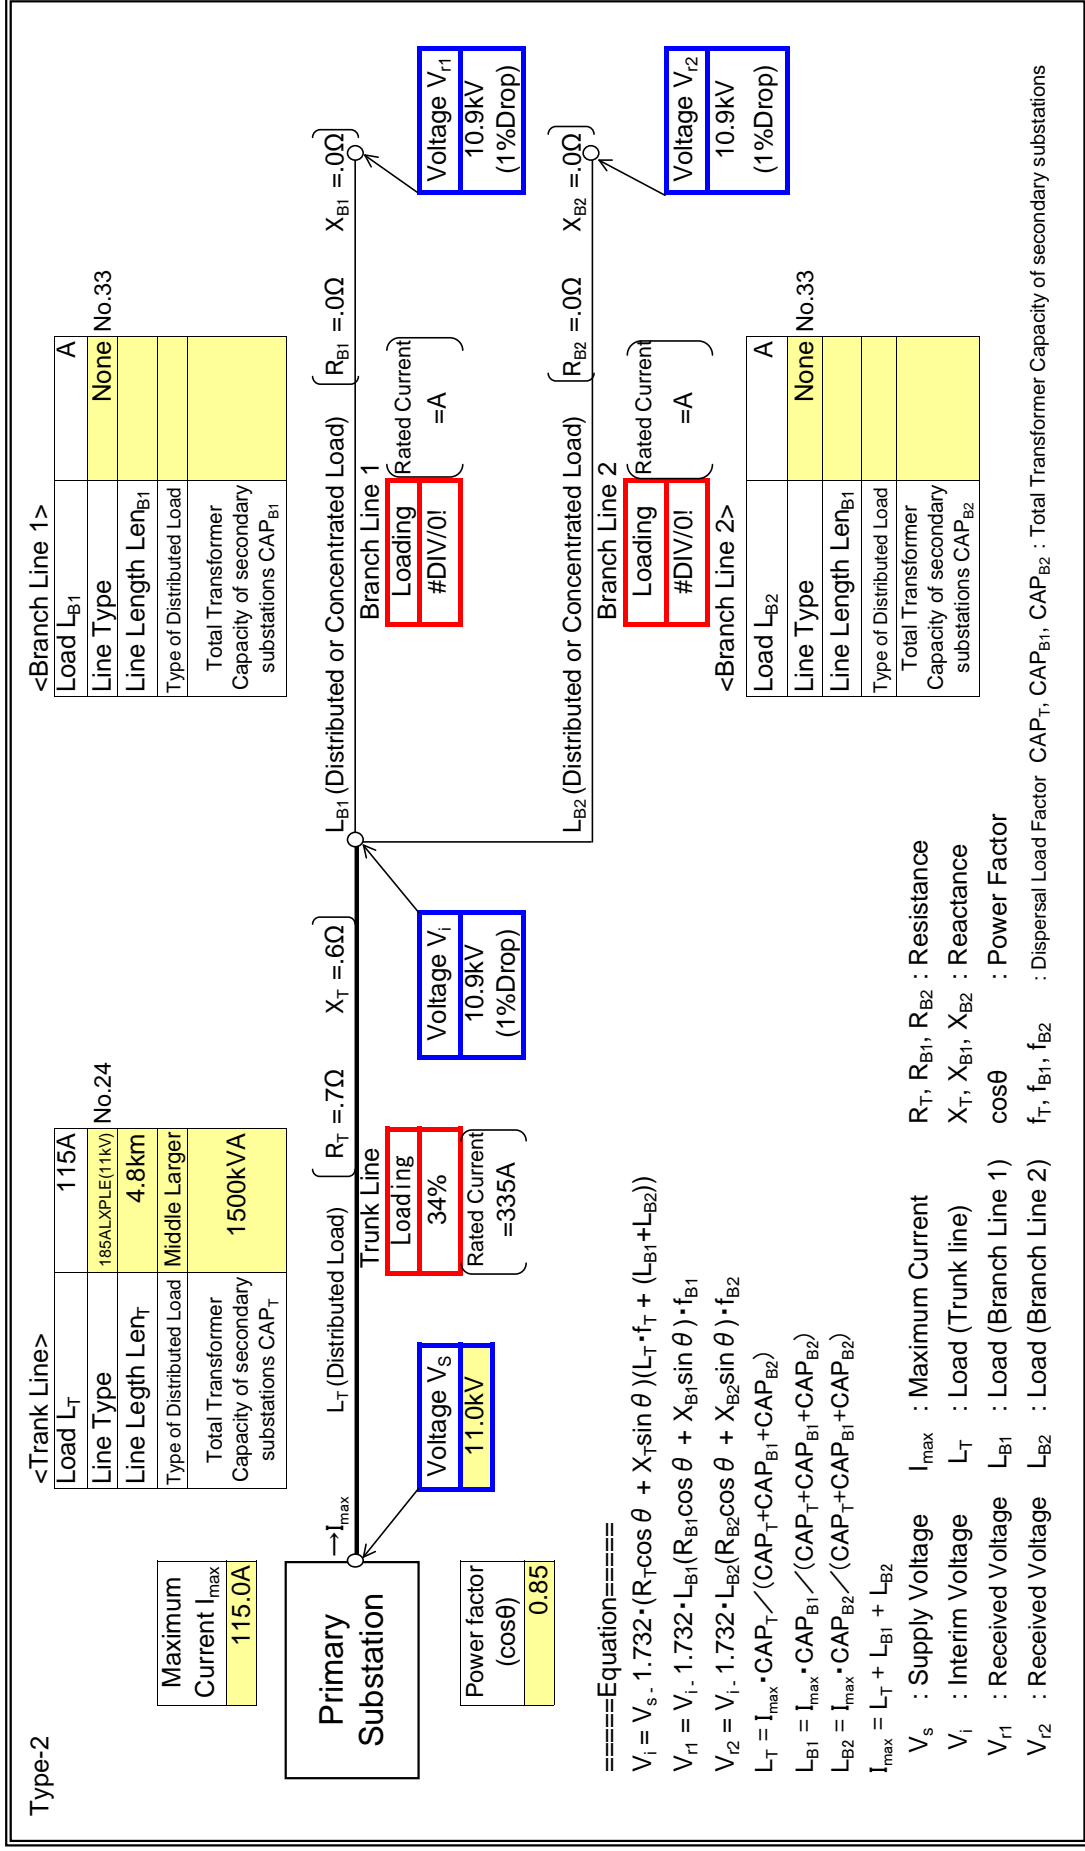 Type-2
Maximum
Current Imax
115.0A
Primary
Substation
Power factor
(cosθ)
0.85
→Imax
Voltage VS
11.0kV
<Trank Line>
Load LT 115A
Line Type 185ALXPLE(11kV) No.24
Line Legth LenT 4.8km
Type of Distributed Load Middle Larger
Total Transformer
Capacity of secondary
substations CAPT
1500kVA
LT (Distributed Load)
RT =.7Ω XT =.6Ω
Trunk Line
Loading
34%
Rated Current
=335A
Voltage Vi
10.9kV
(1%Drop)
<Branch Line 1>
Load LB1 A
Line Type None No.33
Line Length LenB1
Type of Distributed Load
Total Transformer
Capacity of secondary
substations CAPB1
LB1 (Distributed or Concentrated Load)
RB1 =.0Ω XB1 =.0Ω
Branch Line 1
Loading
#DIV/0!
Rated Current
=A
Voltage Vr1
10.9kV
(1%Drop)
LB2 (Distributed or Concentrated Load)
RB2 =.0Ω XB2 =.0Ω
Branch Line 2
Loading
#DIV/0!
Rated Current
=A
Voltage Vr2
10.9kV
(1%Drop)
<Branch Line 2>
Load LB2 A
Line Type None No.33
Line Length LenB1
Type of Distributed Load
Total Transformer
Capacity of secondary
substations CAPB2
=====Equation=====
Vi = Vs - 1.732・(RTcos θ + XTsin θ)(LT・fT + (LB1+LB2))
Vr1 = Vi - 1.732・LB1(RB1cos θ + XB1sin θ)・fB1
Vr2 = Vi - 1.732・LB2(RB2cos θ + XB2sin θ)・fB2
LT = Imax・CAPT／(CAPT+CAPB1+CAPB2)
LB1 = Imax・CAPB1／(CAPT+CAPB1+CAPB2)
LB2 = Imax・CAPB2／(CAPT+CAPB1+CAPB2)
Imax = LT + LB1 + LB2
Vs : Supply Voltage Imax : Maximum Current RT, RB1, RB2 : Resistance
Vi : Interim Voltage LT : Load (Trunk line) XT, XB1, XB2 : Reactance
Vr1 : Received Voltage LB1 : Load (Branch Line 1) cosθ : Power Factor
Vr2 : Received Voltage LB2 : Load (Branch Line 2) fT, fB1, fB2 : Dispersal Load Factor CAPT, CAPB1, CAPB2 : Total Transformer Capacity of secondary substations